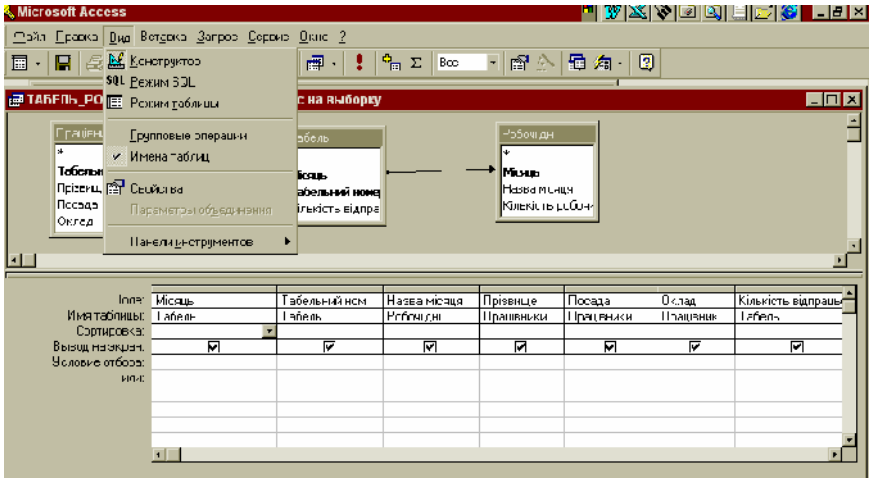 Microsoft Access
Файл Правка Вид Вставка Запрос Сервис Окно ?
Конструктор
Все
SQL Режим SQL
ТАБЕЛЬ_РО
Режим таблицы
с на выборку
Групповые операции
Имена таблиц
Свойства
Параметры объединения
Панели инструментов
Працівн
*
Табельн
Прізвищ
Посада
Оклад
абель
ісяць
абельний номе
ількість відпра
Робочі дні
*
Місяць
Назва місяця
Кількість робоч
Поле: Місяць Табельний ном Назва місяця Прізвище Посада Оклад Кількість відпраць
Имя таблицы: Табель Табель Робочі дні Працівники Працівники Працівник Табель
Сортировка:
Вывод на экран:
Условие отбора:
или: